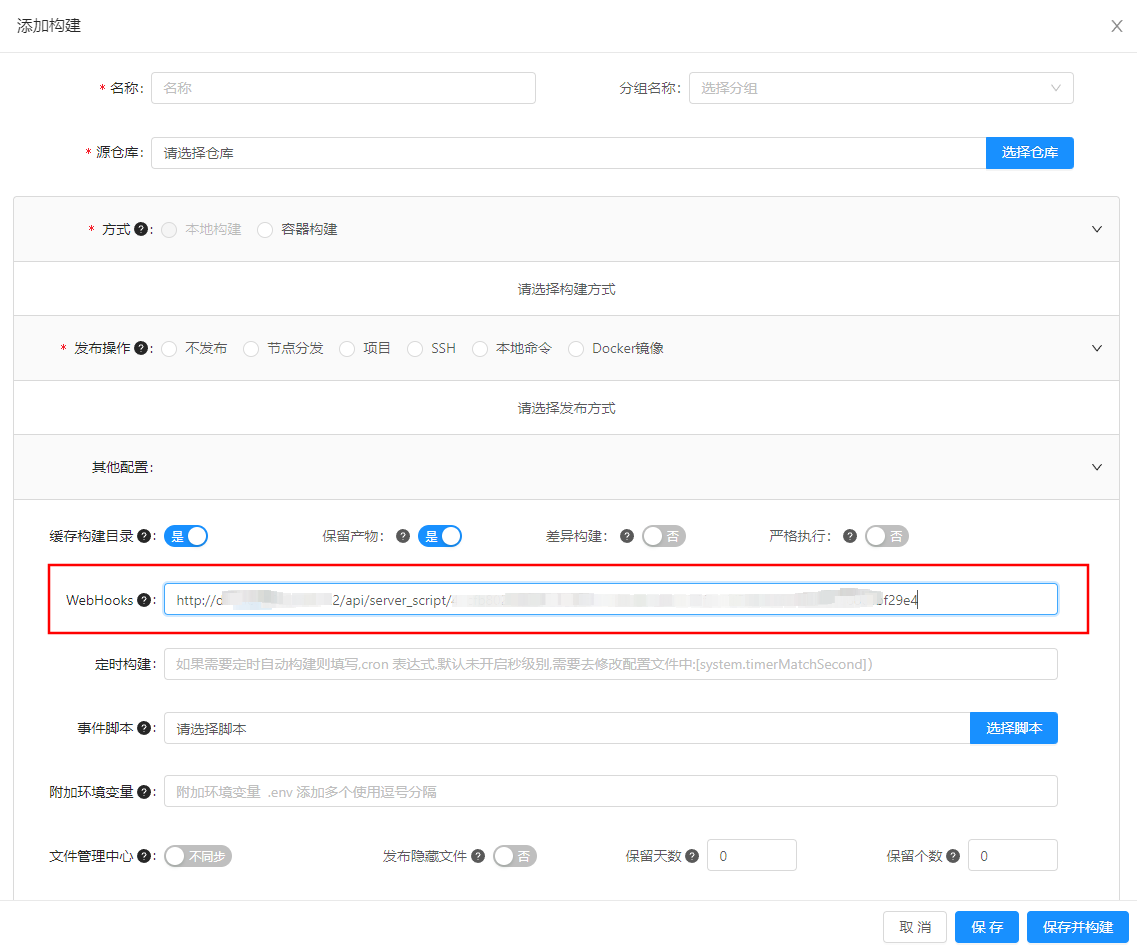 添加构建
* 名称: 名称 分组名称: 选择分组
* 源仓库: 请选择仓库 选择仓库
* 方式 ? : 本地构建 容器构建
请选择构建方式
* 发布操作 ? : 不发布 节点分发 项目 SSH 本地命令 Docker镜像
请选择发布方式
其他配置:
缓存构建目录 ? : 是 保留产物: ? 是 差异构建: ? 否 严格执行: ? 否
WebHooks ? : http://d 2/api/server_script/ f29e4
定时构建: 如果需要定时自动构建则填写,cron 表达式.默认未开启秒级别,需要去修改配置文件中:[system.timerMatchSecond])
事件脚本 ? : 请选择脚本 选择脚本
附加环境变量 ? : 附加环境变量 .env 添加多个使用逗号分隔
文件管理中心 ? : 不同步 发布隐藏文件 ? 否 保留天数 ? 0 保留个数 ? 0
取 消 保 存 保存并构建